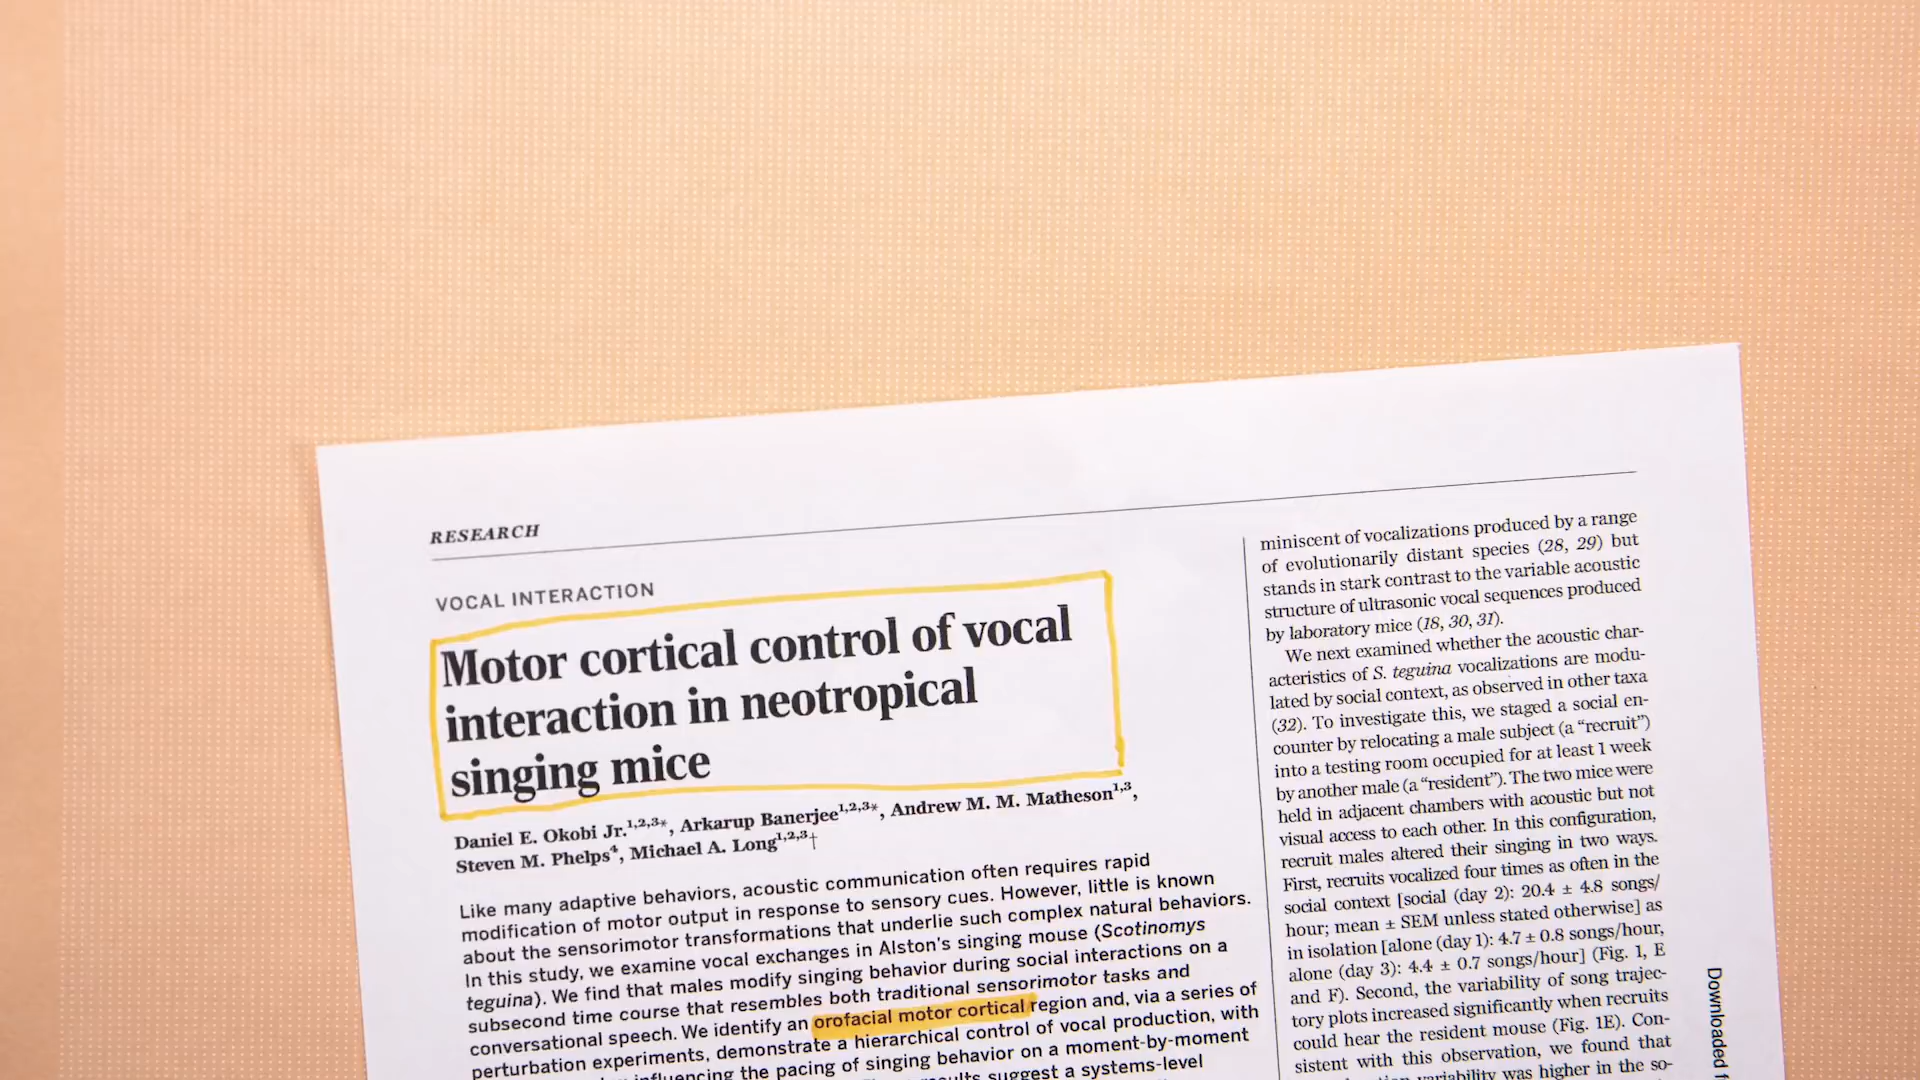 RESEARCH
VOCAL INTERACTION
Motor cortical control of vocal
interaction in neotropical
singing mice
Daniel E. Okobi Jr.1,2,3*, Arkarup Banerjee1,2,3*, Andrew M. M. Matheson1,3,
Steven M. Phelps4, Michael A. Long1,2,3†
Like many adaptive behaviors, acoustic communication often requires rapid
modification of motor output in response to sensory cues. However, little is known
about the sensorimotor transformations that underlie such complex natural behaviors.
In this study, we examine vocal exchanges in Alston's singing mouse (Scotinomys
teguina). We find that males modify singing behavior during social interactions on a
subsecond time course that resembles both traditional sensorimotor tasks and
conversational speech. We identify an orofacial motor cortical region and, via a series of
perturbation experiments, demonstrate a hierarchical control of vocal production, with
influencing the pacing of singing behavior on a moment-by-moment
suggest a systems-level
miniscent of vocalizations produced by a range
of evolutionarily distant species (28, 29) but
stands in stark contrast to the variable acoustic
structure of ultrasonic vocal sequences produced
by laboratory mice (18, 30, 31).
We next examined whether the acoustic char-
acteristics of S. teguina vocalizations are modu-
lated by social context, as observed in other taxa
(32). To investigate this, we staged a social en-
counter by relocating a male subject (a “recruit”)
into a testing room occupied for at least 1 week
by another male (a “resident”). The two mice were
held in adjacent chambers with acoustic but not
visual access to each other. In this configuration,
recruit males altered their singing in two ways.
First, recruits vocalized four times as often in the
social context [social (day 2): 20.4 ± 4.8 songs/
hour; mean ± SEM unless stated otherwise] as
in isolation [alone (day 1): 4.7 ± 0.8 songs/hour,
alone (day 3): 4.4 ± 0.7 songs/hour] (Fig. 1, E
and F). Second, the variability of song trajec-
tory plots increased significantly when recruits
could hear the resident mouse (Fig. 1E). Con-
sistent with this observation, we found that
variability was higher in the so-
Downloaded f